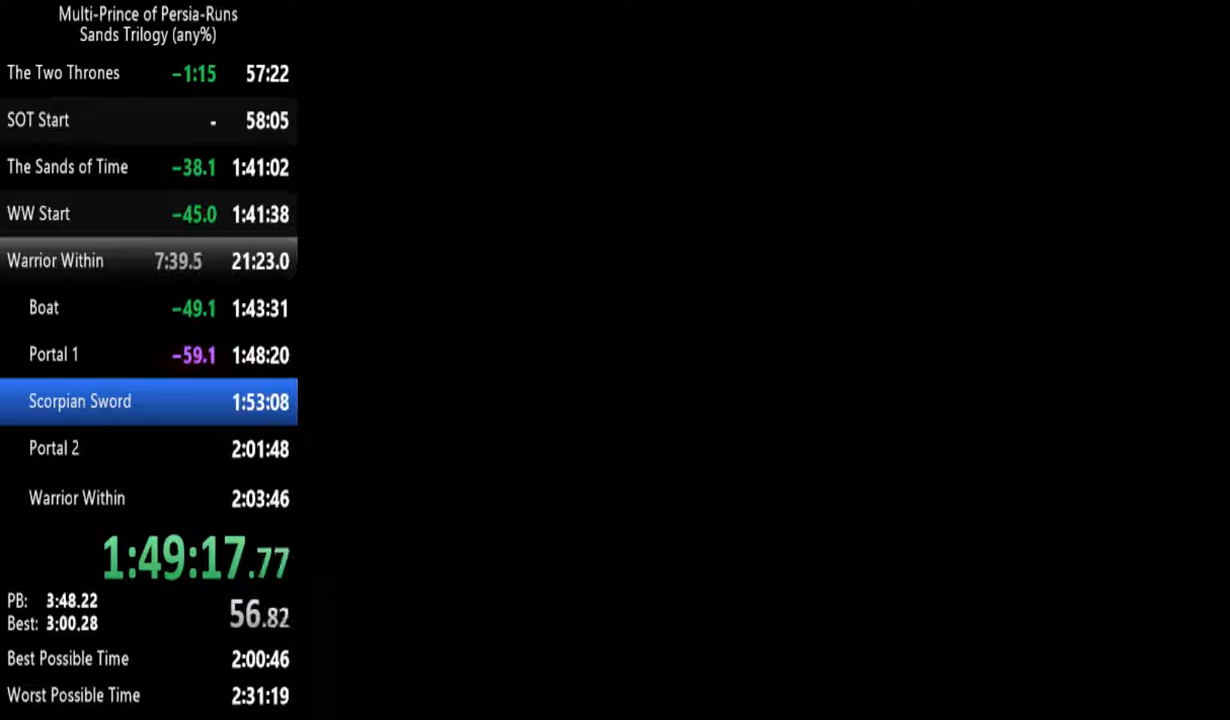 Multi-Prince of Persia-Runs
Sands Trilogy (any%)
The Two Thrones −1:15 57:22
SOT Start - 58:05
The Sands of Time −38.1 1:41:02
WW Start −45.0 1:41:38
Warrior Within 7:39.5 21:23.0
Boat −49.1 1:43:31
Portal 1 −59.1 1:48:20
Scorpian Sword 1:53:08
Portal 2 2:01:48
Warrior Within 2:03:46
1:49:17.77
PB: 3:48.22
Best: 3:00.28
56.82
Best Possible Time 2:00:46
Worst Possible Time 2:31:19